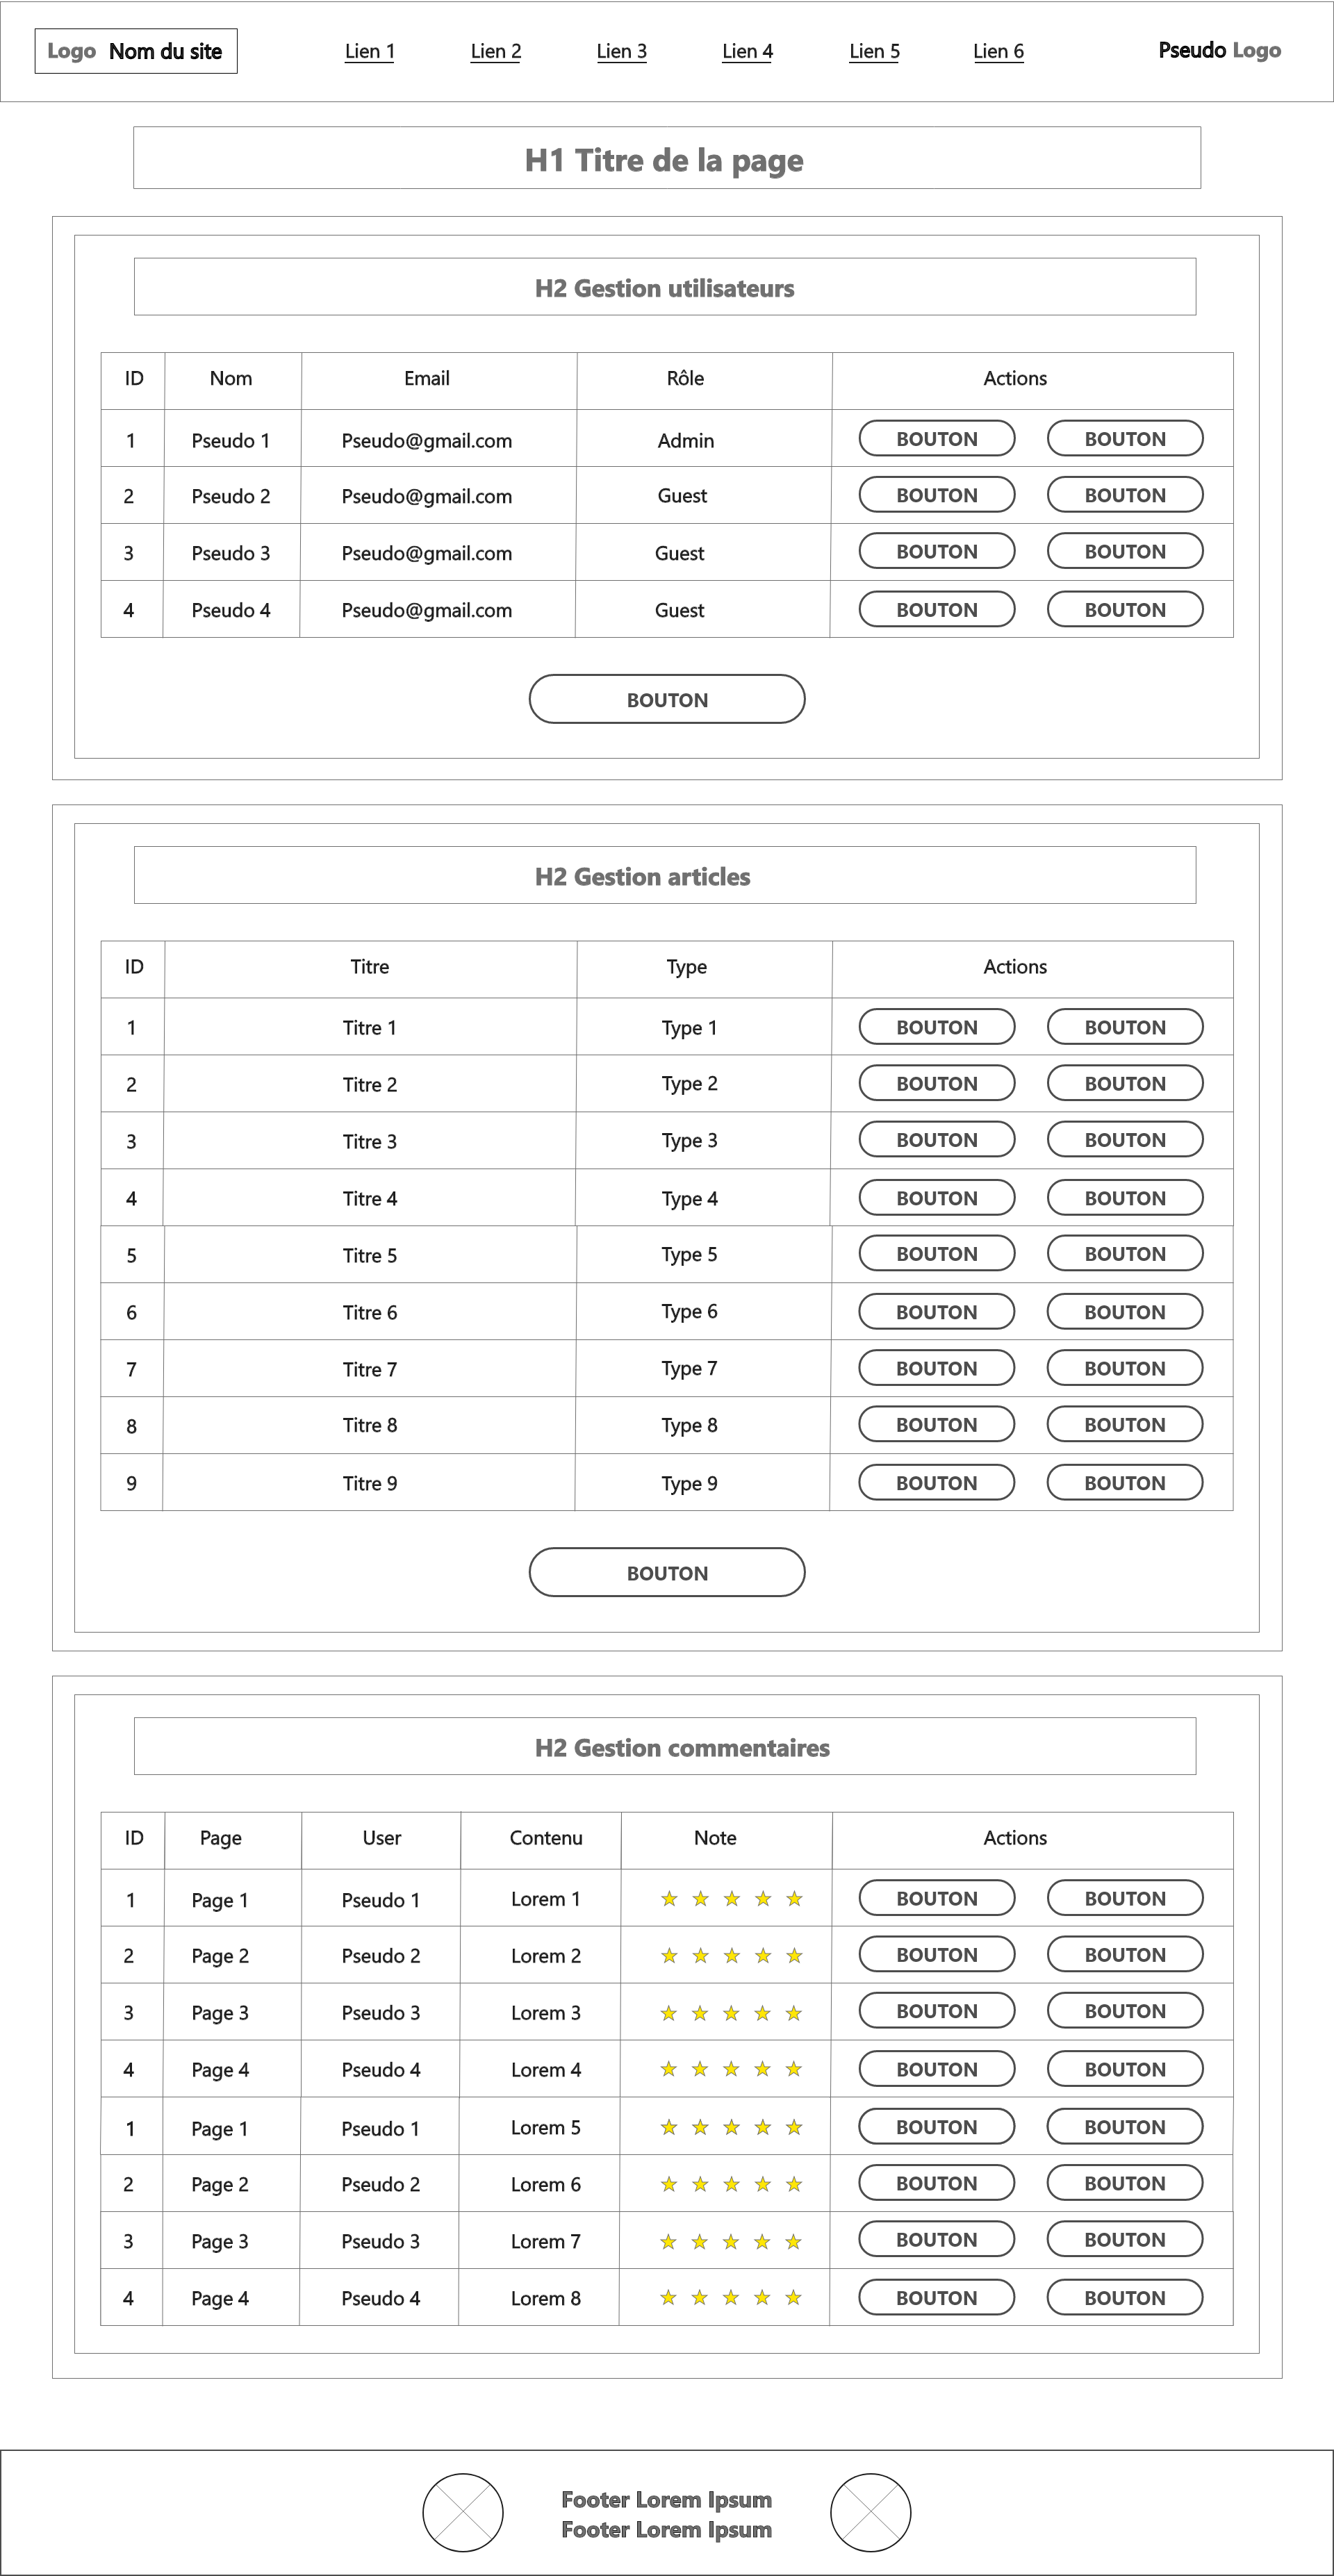 Logo Nom du site Lien 1 Lien 2 Lien 3 Lien 4 Lien 5 Lien 6 Pseudo Logo
H1 Titre de la page
H2 Gestion utilisateurs
ID Nom Email Rôle Actions
1 Pseudo 1 Pseudo@gmail.com Admin BOUTON BOUTON
2 Pseudo 2 Pseudo@gmail.com Guest BOUTON BOUTON
3 Pseudo 3 Pseudo@gmail.com Guest BOUTON BOUTON
4 Pseudo 4 Pseudo@gmail.com Guest BOUTON BOUTON
BOUTON
H2 Gestion articles
ID Titre Type Actions
1 Titre 1 Type 1 BOUTON BOUTON
2 Titre 2 Type 2 BOUTON BOUTON
3 Titre 3 Type 3 BOUTON BOUTON
4 Titre 4 Type 4 BOUTON BOUTON
5 Titre 5 Type 5 BOUTON BOUTON
6 Titre 6 Type 6 BOUTON BOUTON
7 Titre 7 Type 7 BOUTON BOUTON
8 Titre 8 Type 8 BOUTON BOUTON
9 Titre 9 Type 9 BOUTON BOUTON
BOUTON
H2 Gestion commentaires
ID Page User Contenu Note Actions
1 Page 1 Pseudo 1 Lorem 1 BOUTON BOUTON
2 Page 2 Pseudo 2 Lorem 2 BOUTON BOUTON
3 Page 3 Pseudo 3 Lorem 3 BOUTON BOUTON
4 Page 4 Pseudo 4 Lorem 4 BOUTON BOUTON
1 Page 1 Pseudo 1 Lorem 5 BOUTON BOUTON
2 Page 2 Pseudo 2 Lorem 6 BOUTON BOUTON
3 Page 3 Pseudo 3 Lorem 7 BOUTON BOUTON
4 Page 4 Pseudo 4 Lorem 8 BOUTON BOUTON
Footer Lorem Ipsum
Footer Lorem Ipsum